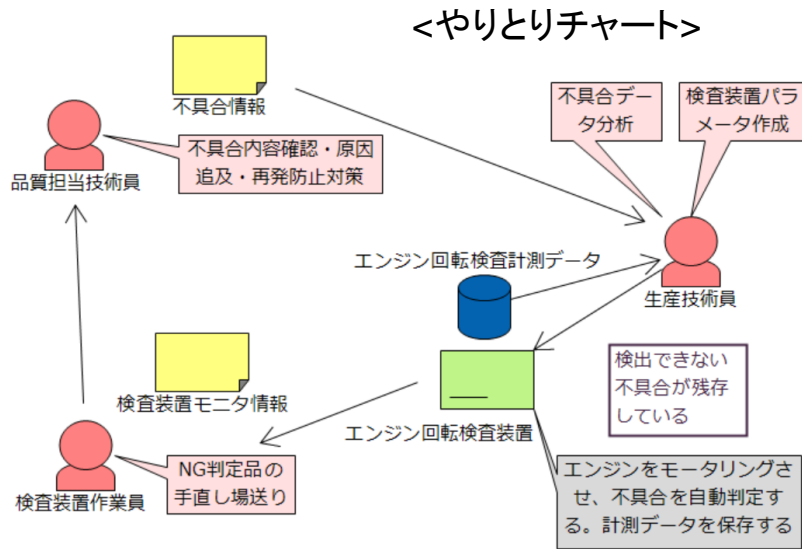 <やりとりチャート>
不具合情報
不具合デー
タ分析
検査装置パラ
メータ作成
不具合内容確認・原因
追及・再発防止対策
品質担当技術員
エンジン回転検査計測データ
生産技術員
検出できない
不具合が残存
している
検査装置モニタ情報
エンジン回転検査装置
NG判定品の
手直し場送り
検査装置作業員
エンジンをモータリングさ
せ、不具合を自動判定す
る。計測データを保存する